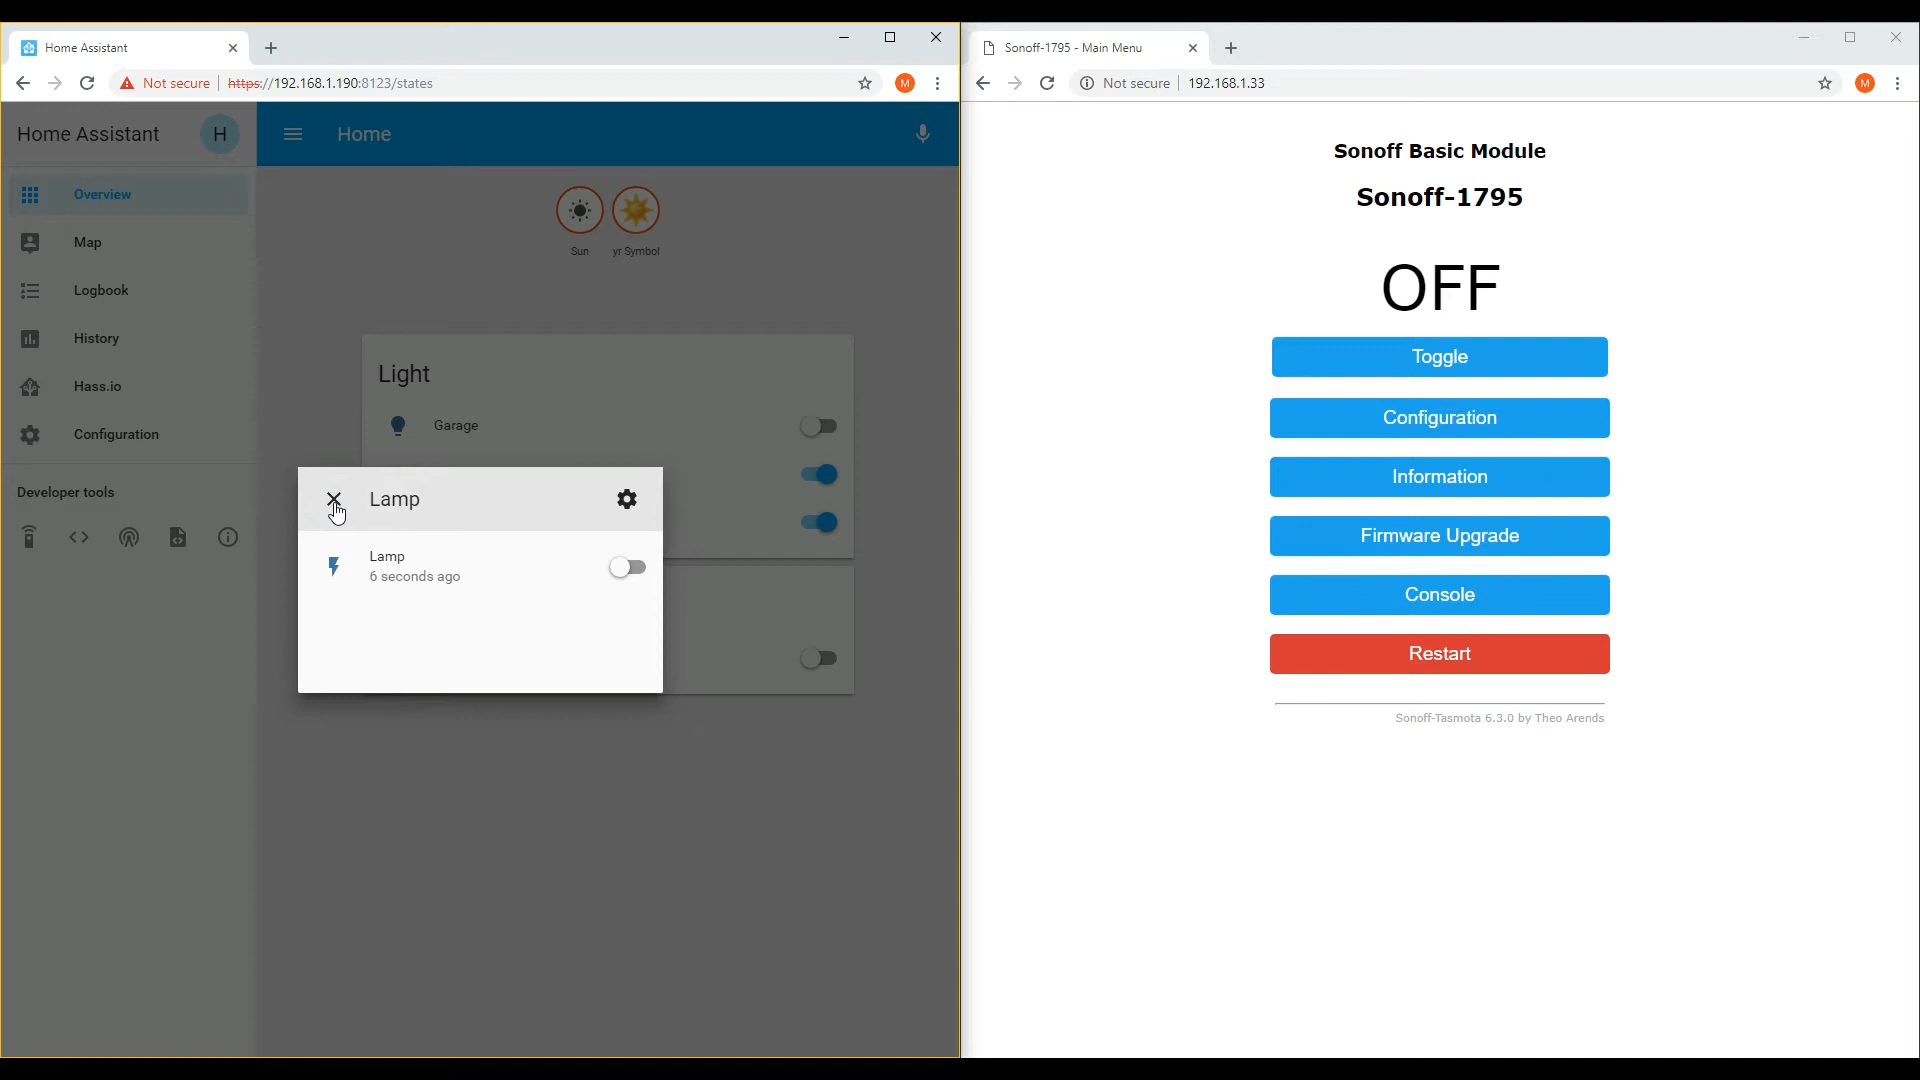 Home Assistant
Not secure
https://192.168.1.190:8123/states
M
Home Assistant
H
Home
Overview
Map
Logbook
History
Hass.io
Configuration
Developer tools
Sun
yr Symbol
Light
Garage
Lamp
Lamp
6 seconds ago
Sonoff-1795 - Main Menu
Not secure
192.168.1.33
M
Sonoff Basic Module
Sonoff-1795
OFF
Toggle
Configuration
Information
Firmware Upgrade
Console
Restart
Sonoff-Tasmota 6.3.0 by Theo Arends